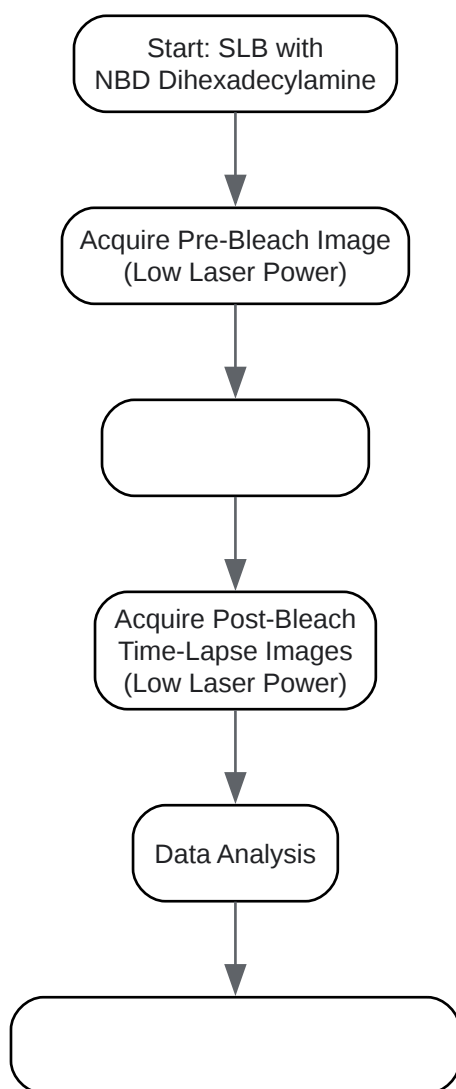 Start: SLB with
NBD Dihexadecylamine
Acquire Pre-Bleach Image
(Low Laser Power)
Acquire Post-Bleach
Time-Lapse Images
(Low Laser Power)
Data Analysis